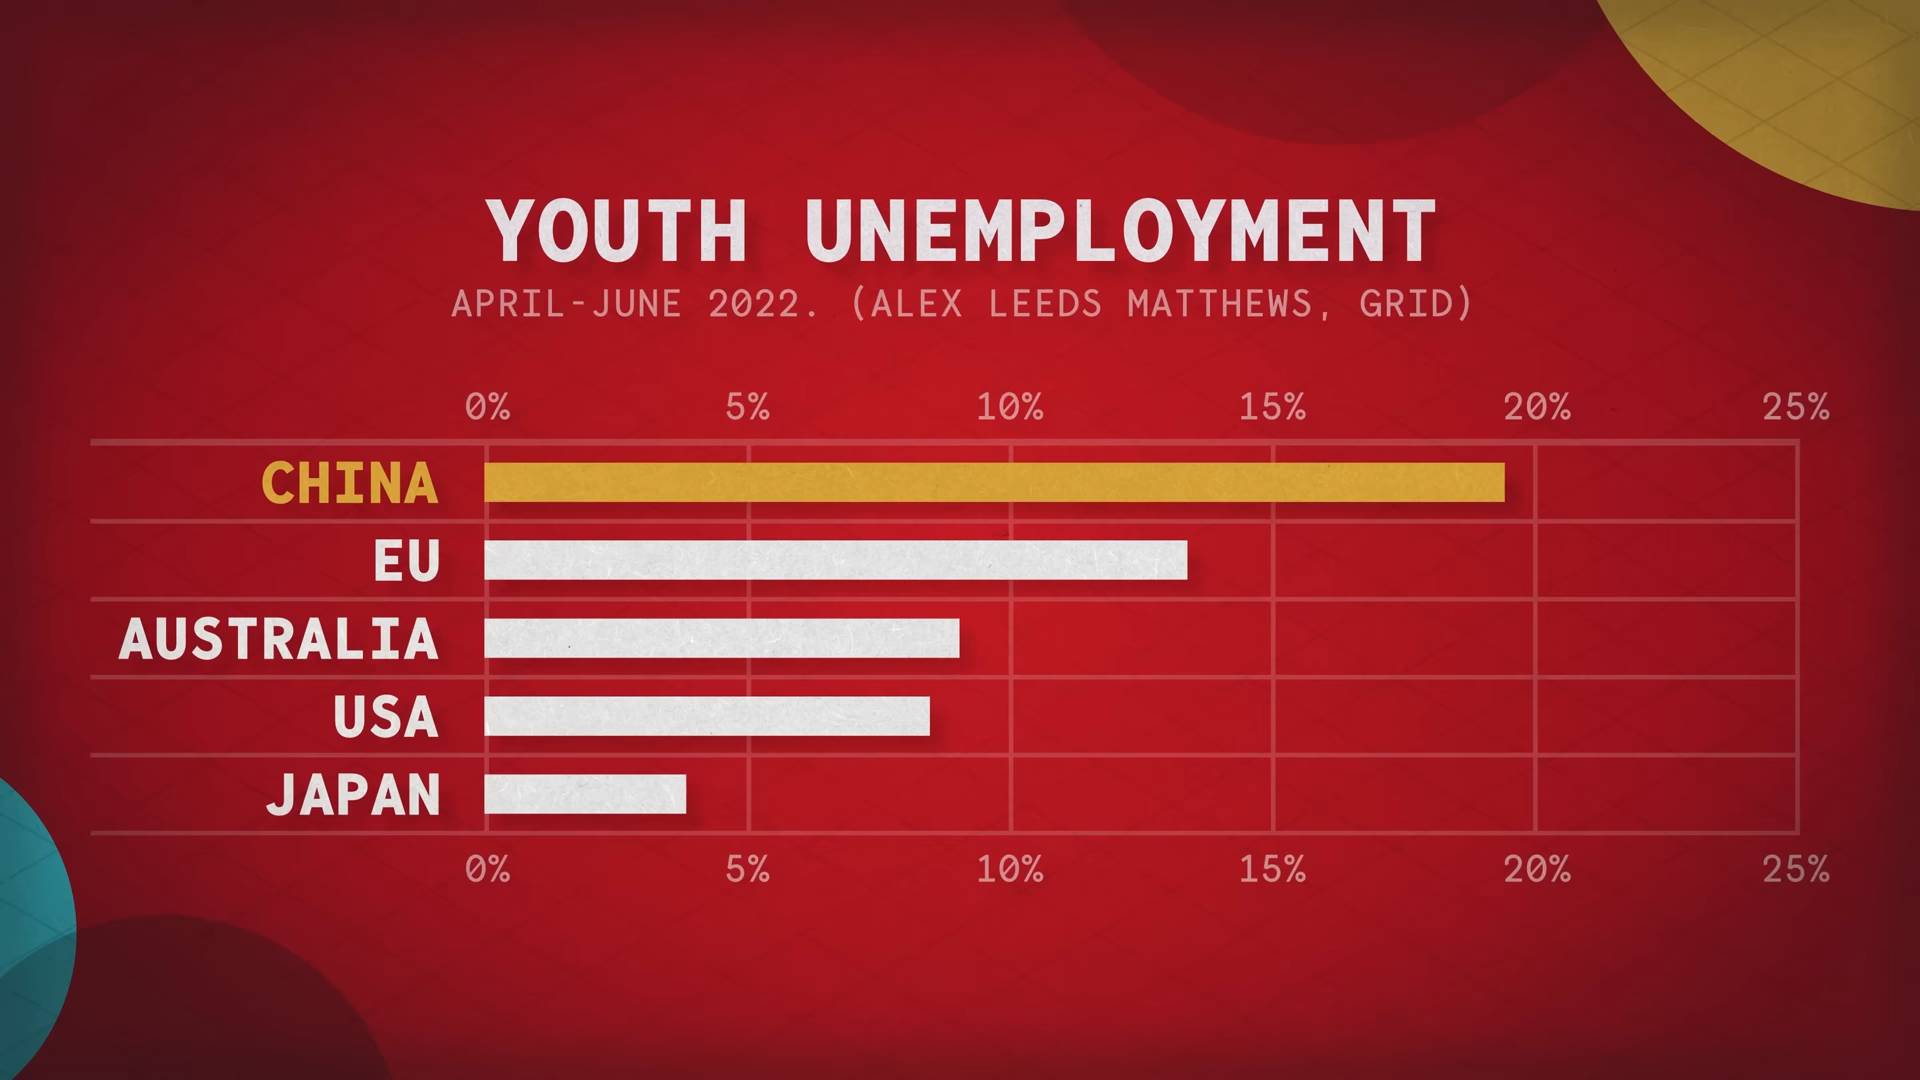 YOUTH UNEMPLOYMENT
APRIL-JUNE 2022. (ALEX LEEDS MATTHEWS, GRID)
0% 5% 10% 15% 20% 25%
CHINA
EU
AUSTRALIA
USA
JAPAN
0% 5% 10% 15% 20% 25%